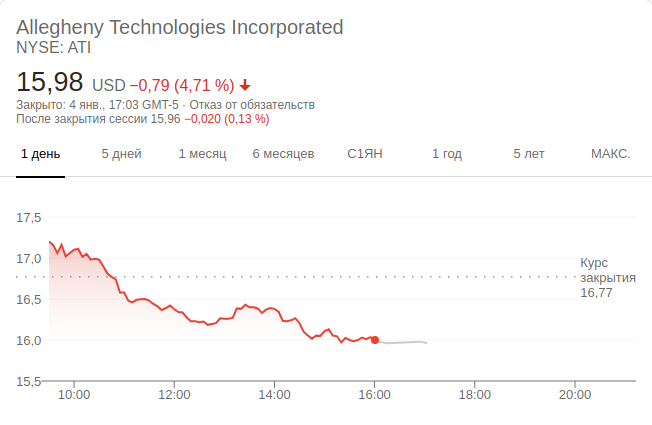 Allegheny Technologies Incorporated
NYSE: ATI
15,98 USD −0,79 (4,71 %)
Закрыто: 4 янв., 17:03 GMT-5 · Отказ от обязательств
После закрытия сессии 15,96 −0,020 (0,13 %)
1 день 5 дней 1 месяц 6 месяцев С1ЯН 1 год 5 лет МАКС.
17,5
17,0
Курс
закрытия
16,77
16,5
16,0
15,5
10:00 12:00 14:00 16:00 18:00 20:00